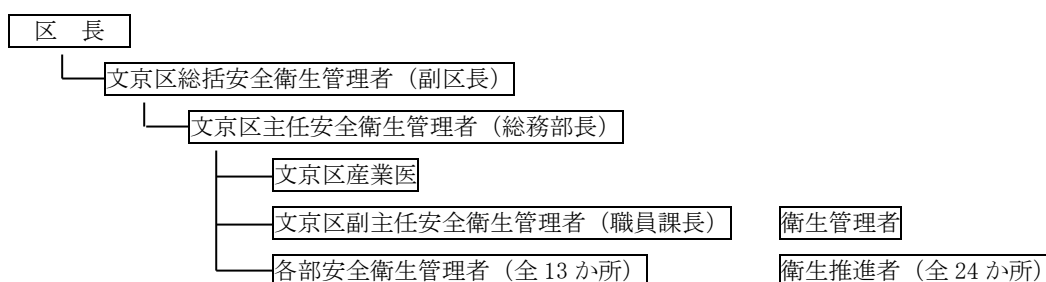 区 長
文京区総括安全衛生管理者（副区長）
文京区主任安全衛生管理者（総務部長）
文京区産業医
文京区副主任安全衛生管理者（職員課長） 衛生管理者
各部安全衛生管理者（全 13 か所） 衛生推進者（全 24 か所）